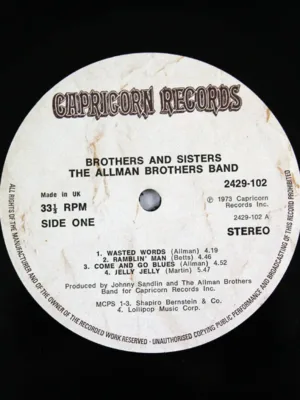 CAPRICORN RECORDS
BROTHERS AND SISTERS
THE ALLMAN BROTHERS BAND
Made in UK
33⅓ RPM
SIDE ONE
2429-102
℗ 1973 Capricorn
Records Inc.
2429-102 A
STEREO
1. WASTED WORDS (Allman) 4.19
2. RAMBLIN' MAN (Betts) 4.46
3. COME AND GO BLUES (Allman) 4.52
4. JELLY JELLY (Martin) 5.47
Produced by Johnny Sandlin and The Allman Brothers
Band for Capricorn Records Inc.
MCPS 1-3. Shapiro Bernstein & Co.
4. Lollipop Music Corp.
ALL RIGHTS OF THE MANUFACTURER AND OF THE OWNER OF THE RECORDED WORK RESERVED - UNAUTHORISED COPYING PUBLIC PERFORMANCE AND BROADCASTING OF THIS RECORD PROHIBITED